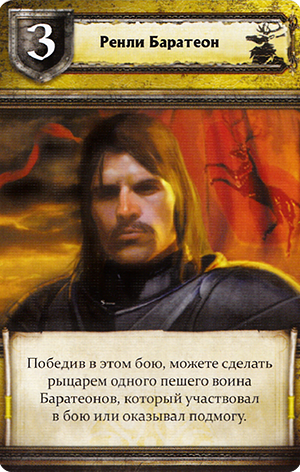 3
Ренли Баратеон
Победив в этом бою, можете сделать
рыцарем одного пешего воина
Баратеонов, который участвовал
в бою или оказывал подмогу.